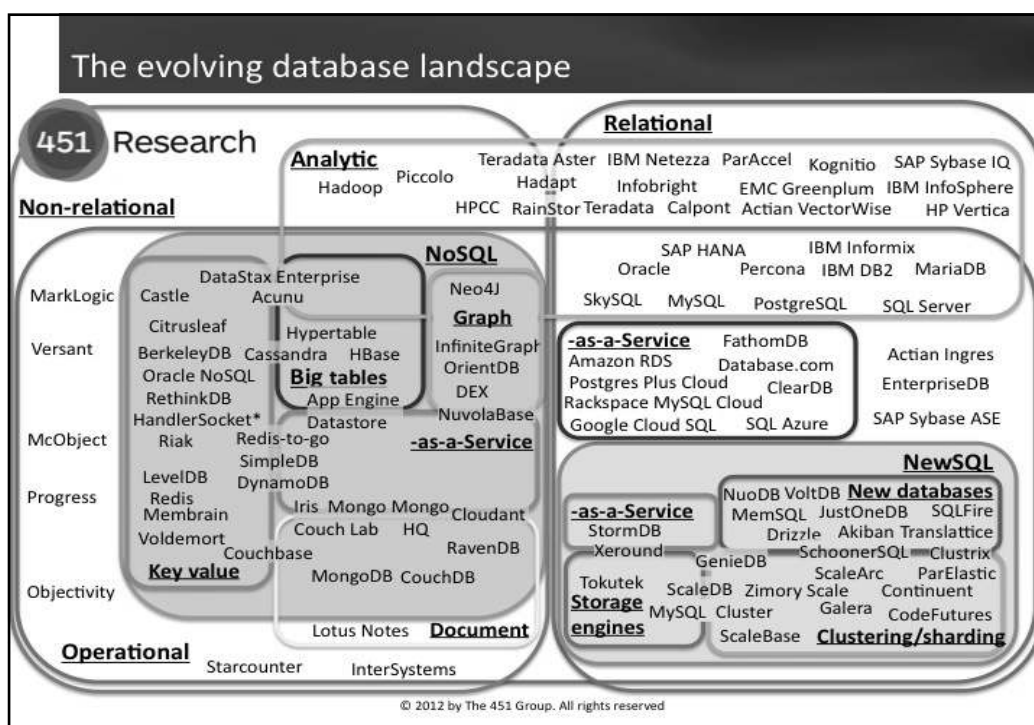 The evolving database landscape
451 Research
Relational
Analytic
Hadoop
Piccolo
Teradata Aster
IBM Netezza
ParAccel
Kognitio
SAP Sybase IQ
Hadapt
Infobright
EMC Greenplum
IBM InfoSphere
HPCC
RainStor
Teradata
Calpont
Actian VectorWise
HP Vertica
Non-relational
NoSQL
SAP HANA
IBM Informix
Oracle
Percona
IBM DB2
MariaDB
SkySQL
MySQL
PostgreSQL
SQL Server
MarkLogic
Versant
McObject
Progress
Objectivity
DataStax Enterprise
Castle
Acunu
Citrusleaf
BerkeleyDB
Cassandra
Oracle NoSQL
RethinkDB
HandlerSocket*
Riak
Redis-to-go
SimpleDB
LevelDB
DynamoDB
Redis
Membrain
Voldemort
Couchbase
Key value
Hypertable
HBase
Big tables
App Engine
Datastore
Neo4J
Graph
InfiniteGraph
OrientDB
DEX
NuvolaBase
-as-a-Service
Iris
Mongo
Mongo
Cloudant
Couch
Lab
HQ
RavenDB
MongoDB
CouchDB
Lotus Notes
Document
Operational
Starcounter
InterSystems
-as-a-Service
FathomDB
Amazon RDS
Database.com
Postgres Plus Cloud
ClearDB
Rackspace MySQL Cloud
Google Cloud SQL
SQL Azure
Actian Ingres
EnterpriseDB
SAP Sybase ASE
NewSQL
NuoDB
VoltDB
New databases
MemSQL
JustOneDB
SQLFire
Drizzle
Akiban
Translattice
-as-a-Service
StormDB
Xeround
GenieDB
SchoonerSQL
Clustrix
ScaleArc
ParElastic
Tokutek
ScaleDB
Zimory Scale
Continuent
Storage
engines
MySQL Cluster
Galera
CodeFutures
ScaleBase
Clustering/sharding
© 2012 by The 451 Group. All rights reserved